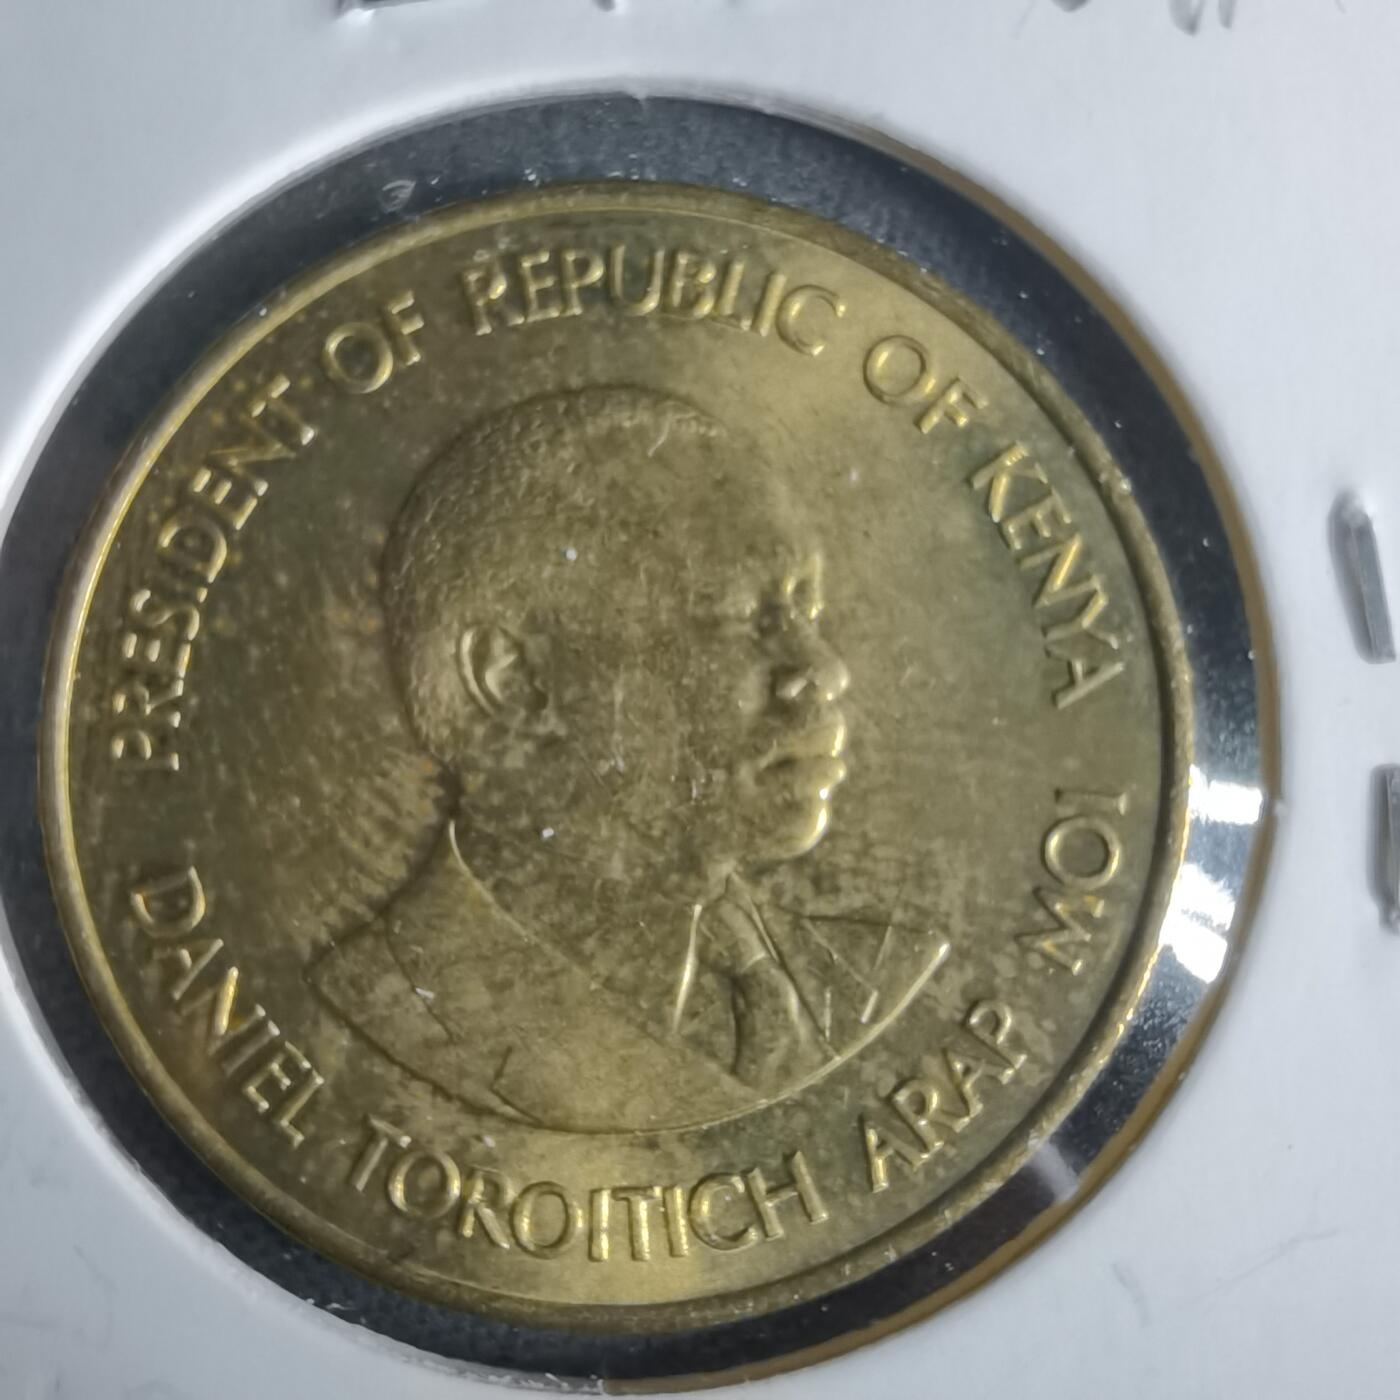 PRESIDENT OF REPUBLIC OF KENYA
DANIEL TOROITICH ARAP MOI